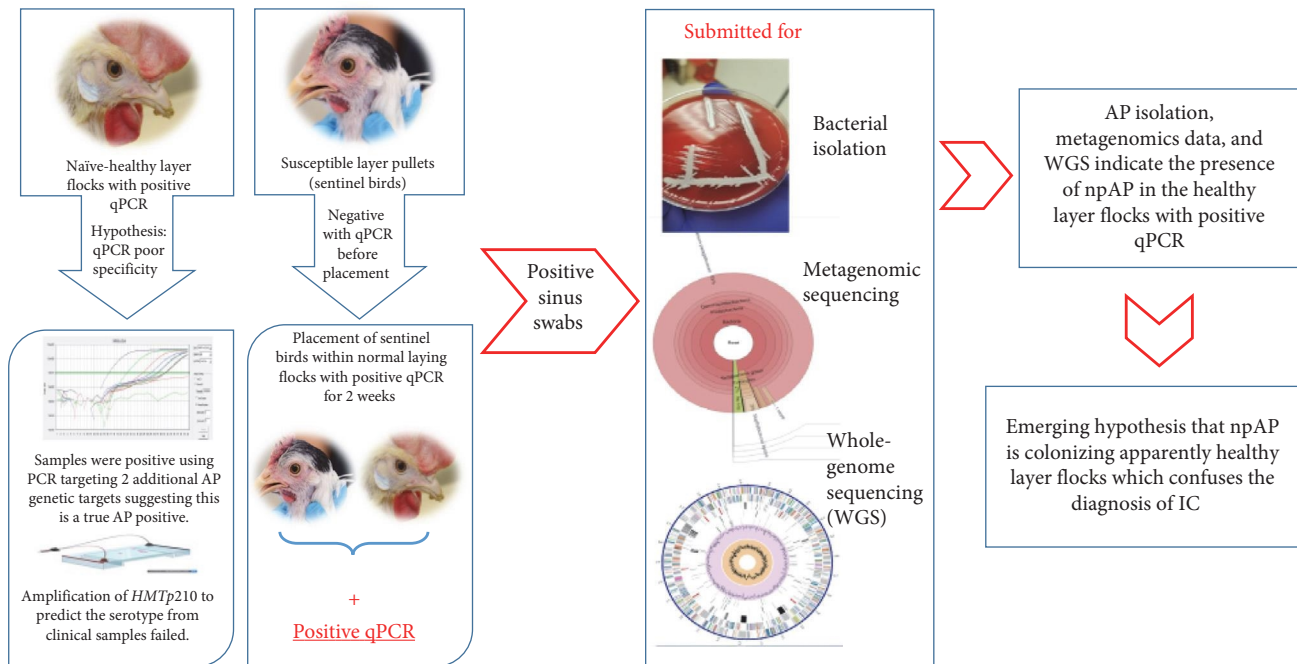 Naïve-healthy layer
flocks with positive
qPCR
Hypothesis:
qPCR poor
specificity
Samples were positive using
PCR targeting 2 additional AP
genetic targets suggesting this
is a true AP positive.
Amplification of HMTp210 to
predict the serotype from
clinical samples failed.
Susceptible layer pullets
(sentinel birds)
Negative
with qPCR
before
placement
Placement of sentinel
birds within normal laying
flocks with positive qPCR
for 2 weeks
+
Positive qPCR
Positive
sinus
swabs
Submitted for
Bacterial
isolation
Metagenomic
sequencing
Whole-
genome
sequencing
(WGS)
AP isolation,
metagenomics data, and
WGS indicate the presence
of npAP in the healthy
layer flocks with positive
qPCR
Emerging hypothesis that npAP
is colonizing apparently healthy
layer flocks which confuses the
diagnosis of IC